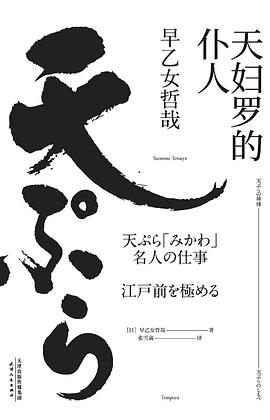 天妇罗的
仆人
早乙女哲哉
Saotome Tetsuya
天ぷら
天ぷらの神様
天ぷら「みかわ」
名人の仕事
江戸前を極める
[日] 早乙女哲哉 著
张雪葳 译
天ぷらのしもべ
天津出版传媒集团
天津人民出版社
Tempura